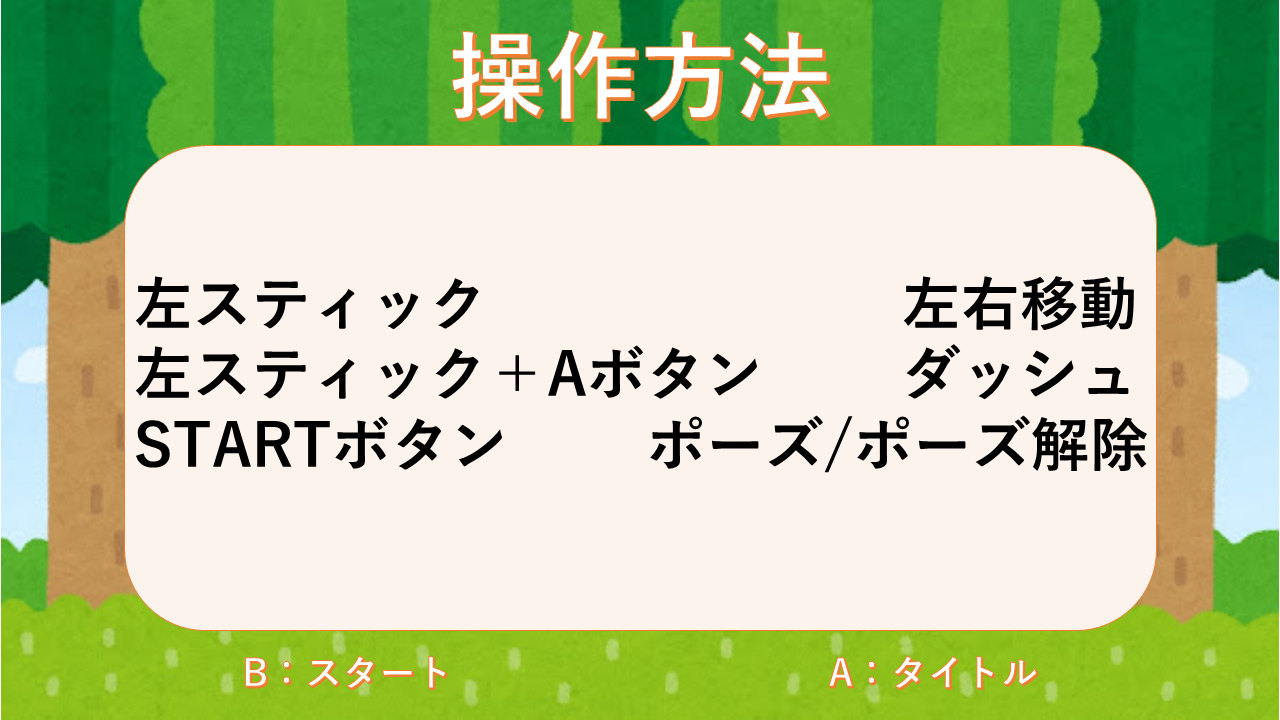 操作方法
左スティック 左右移動
左スティック＋Aボタン ダッシュ
STARTボタン ポーズ/ポーズ解除
B：スタート A：タイトル